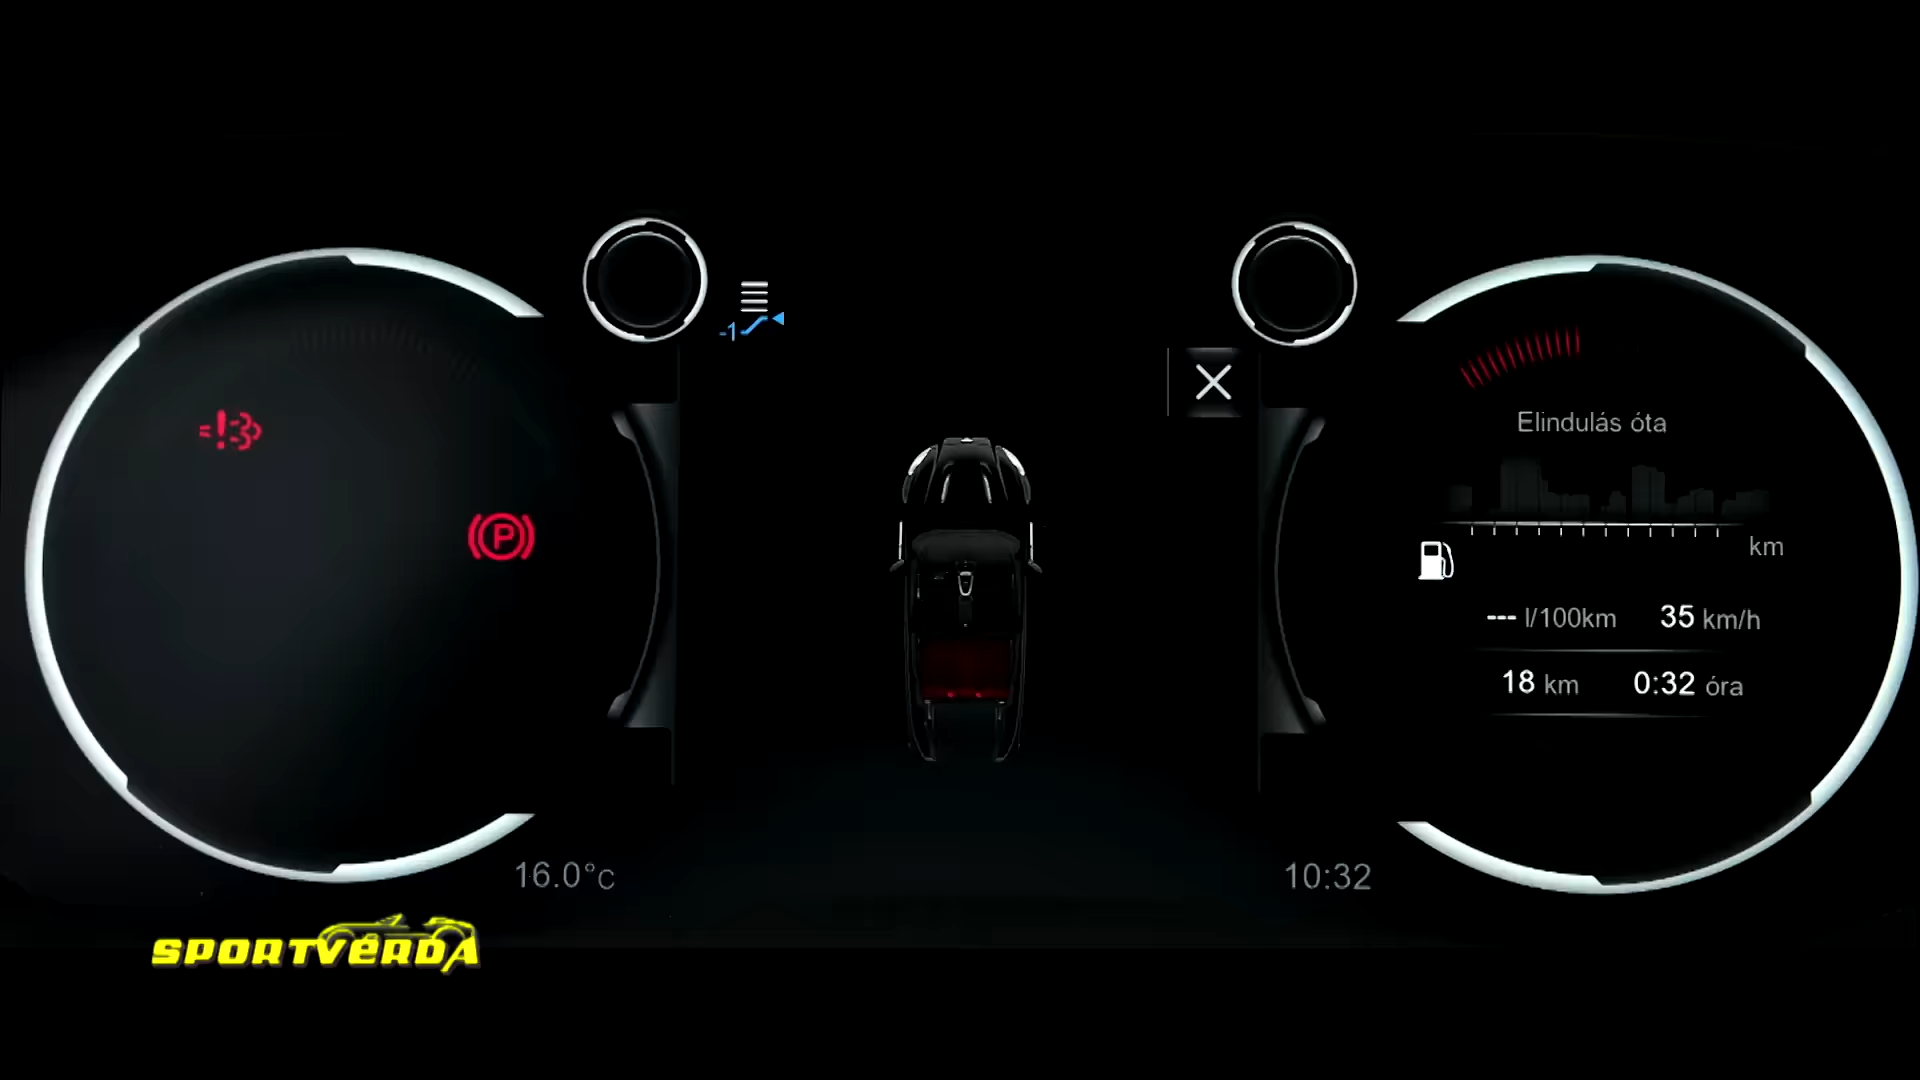 -1
P
Elindulás óta
km
--- l/100km 35 km/h
18 km 0:32 óra
16.0°C
10:32
SPORTVERDA